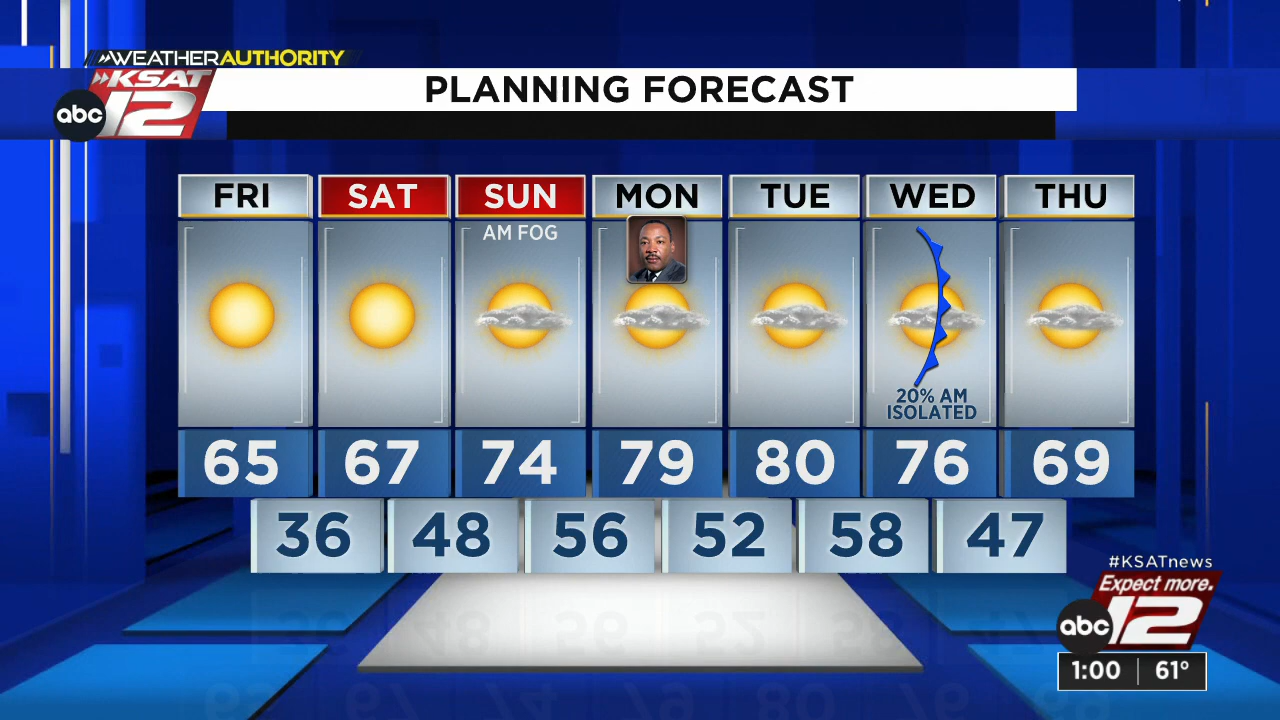 WEATHERAUTHORITY
KSAT
abc 12
PLANNING FORECAST
FRI SAT SUN MON TUE WED THU
AM FOG
20% AM
ISOLATED
65 67 74 79 80 76 69
36 48 56 52 58 47
#KSATnews
Expect more.
abc 12
1:00 61°